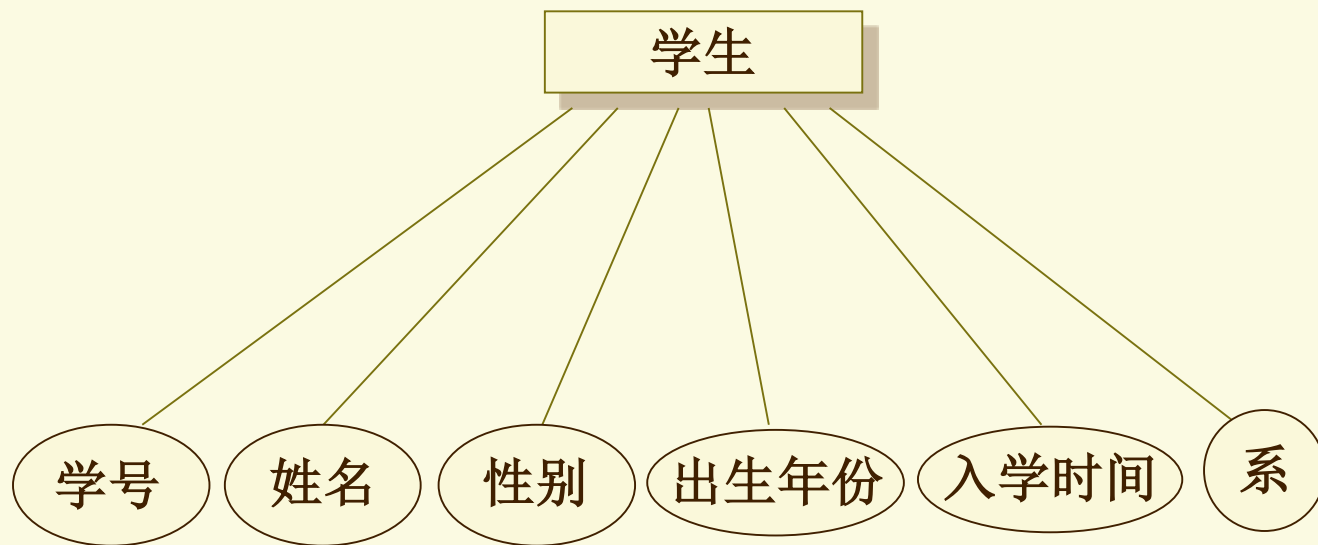 学生
学号
姓名
性别
出生年份
入学时间
系